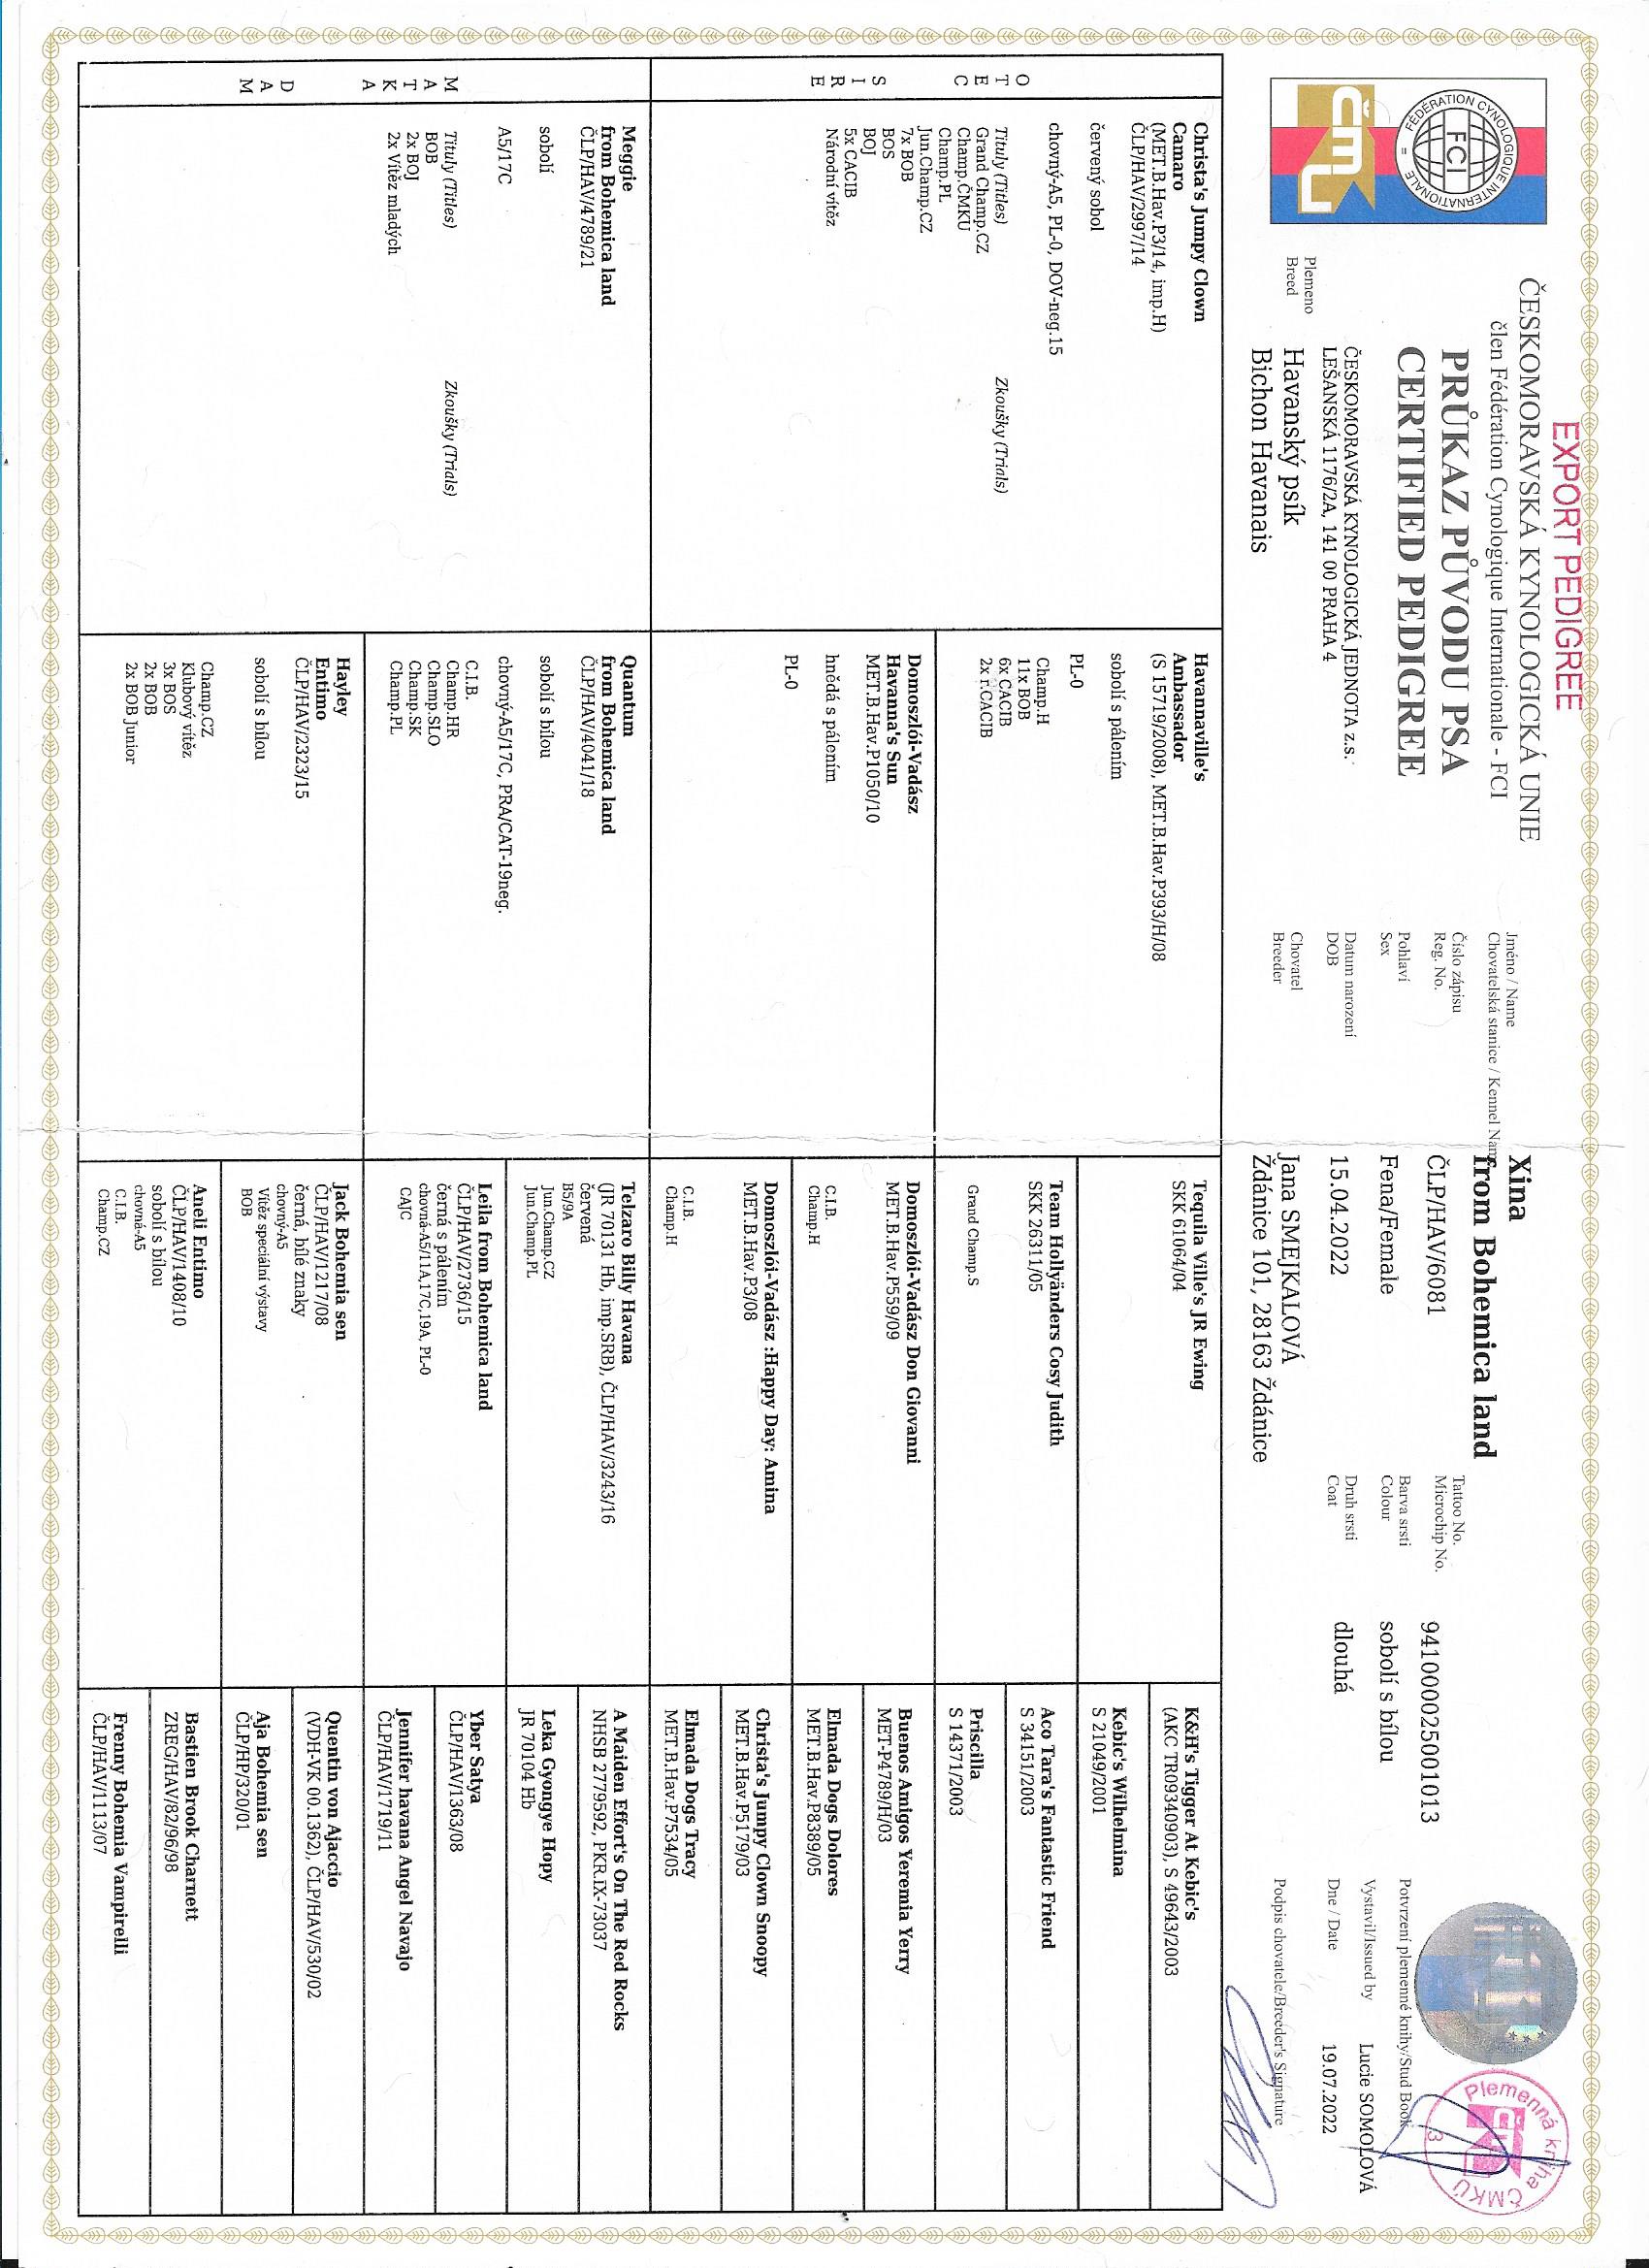 EXPORT PEDIGREE
ČESKOMORAVSKÁ KYNOLOGICKÁ UNIE
člen Fédération Cynologique Internationale - FCI
PRŮKAZ PŮVODU PSA
CERTIFIED PEDIGREE
FEDERATION CYNOLOGIQUE INTERNATIONALE
FCI
ČMKU
ČESKOMORAVSKÁ KYNOLOGICKÁ JEDNOTA z.s.
LEŠANSKÁ 1176/2A, 141 00 PRAHA 4
Plemeno
Breed
Havanský psík
Bichon Havanais
Jméno / Name
Chovatelská stanice / Kennel Nam
Xina
from Bohemica land
Číslo zápisu
Reg. No.
ČLP/HAV/6081
Pohlaví
Sex
Fena/Female
Datum narození
DOB
15.04.2022
Chovatel
Breeder
Jana SMEJKALOVÁ
Ždánice 101, 28163 Ždánice
Tattoo No.
Microchip No.
941000025001013
Barva srsti
Colour
sobolí s bílou
Druh srsti
Coat
dlouhá
Plemenná kniha ČMKU
3
Potvrzení plemenné knihy/Stud Book
Vystavil/Issued by
Lucie SOMOLOVÁ
Dne / Date
19.07.2022
Podpis chovatele/Breeder's Signature
OTEC SIRE
Christa's Jumpy Clown
Camaro
(MET.B.Hav.P3/14, imp.H)
ČLP/HAV/2997/14
červený sobol
chovný-A5, PL-0, DOV-neg.15
Tituly (Titles) Zkoušky (Trials)
Grand Champ.CZ
Champ.ČMKU
Champ.PL
Jun.Champ.CZ
7x BOB
BOS
BOJ
5x CACIB
Národní vítěz
Havannaville's
Ambassador
(S 15719/2008), MET.B.Hav.P393/H/08
sobolí s pálením
PL-0
Champ.H
11x BOB
6x CACIB
2x r.CACIB
Domoszlói-Vadász
Havanna's Sun
MET.B.Hav.P1050/10
hnědá s pálením
PL-0
Tequila Ville's JR Ewing
SKK 61064/04
Team Hollyänders Cosy Judith
SKK 26311/05
Grand Champ.S
Domoszlói-Vadász Don Giovanni
MET.B.Hav.P559/09
C.I.B.
Champ.H
Domoszlói-Vadász :Happy Day: Amina
MET.B.Hav.P3/08
C.I.B.
Champ.H
K&H's Tigger At Kebic's
(AKC TR09340903), S 49643/2003
Kebic's Wilhelmina
S 21049/2001
Aco Tara's Fantastic Friend
S 34151/2003
Priscilla
S 14371/2003
Buenos Amigos Yeremia Yerry
MET-P4789/H/03
Elmada Dogs Dolores
MET.B.Hav.P8389/05
Christa's Jumpy Clown Snoopy
MET.B.Hav.P5179/03
Elmada Dogs Tracy
MET.B.Hav.P7534/05
MATKA DAM
Meggie
from Bohemica land
ČLP/HAV/4789/21
sobolí
A5/17C
Tituly (Titles) Zkoušky (Trials)
BOB
2x BOJ
2x Vítěz mladých
Quantum
from Bohemica land
ČLP/HAV/4041/18
sobolí s bílou
chovný-A5/17C, PRA/CAT-19neg.
C.I.B.
Champ.HR
Champ.SLO
Champ.SK
Champ.PL
Hayley
Entimo
ČLP/HAV/2323/15
sobolí s bílou
Champ.CZ
Klubový vítěz
3x BOS
2x BOB
2x BOB Junior
Telzaro Billy Havana
(JR 70131 Hb, imp.SRB), ČLP/HAV/3243/16
červená
B5/9A
Jun.Champ.CZ
Jun.Champ.PL
Leila from Bohemica land
ČLP/HAV/2736/15
černá s pálením
chovná-A5/11A,17C,19A, PL-0
CAJC
Jack Bohemia sen
ČLP/HAV/1217/08
černá, bílé znaky
chovný-A5
Vítěz speciální výstavy
BOB
Aneli Entimo
ČLP/HAV/1408/10
sobolí s bílou
chovná-A5
C.I.B.
Champ.CZ
A Maiden Effort's On The Red Rocks
NHSB 2779592, PKR.IX-73037
Leka Gyongye Hopy
JR 70104 Hb
Yber Satya
ČLP/HAV/1363/08
Jennifer havana Angel Navajo
ČLP/HAV/1719/11
Quentin von Ajaccio
(VDH-VK 00.1362), ČLP/HAV/530/02
Aja Bohemia sen
ČLP/HP/320/01
Bastien Brook Charnett
ZREG/HAV/82/96/98
Frenny Bohemia Vampirelli
ČLP/HAV/1113/07